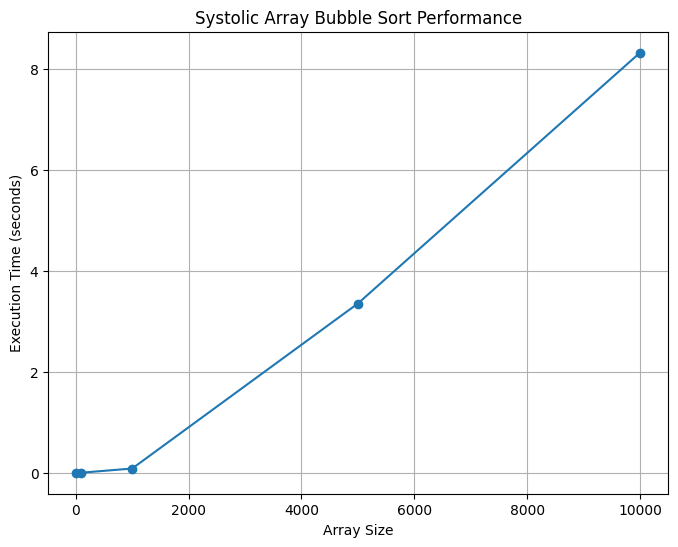 Systolic Array Bubble Sort Performance
Execution Time (seconds)
8
6
4
2
0
0 2000 4000 6000 8000 10000
Array Size